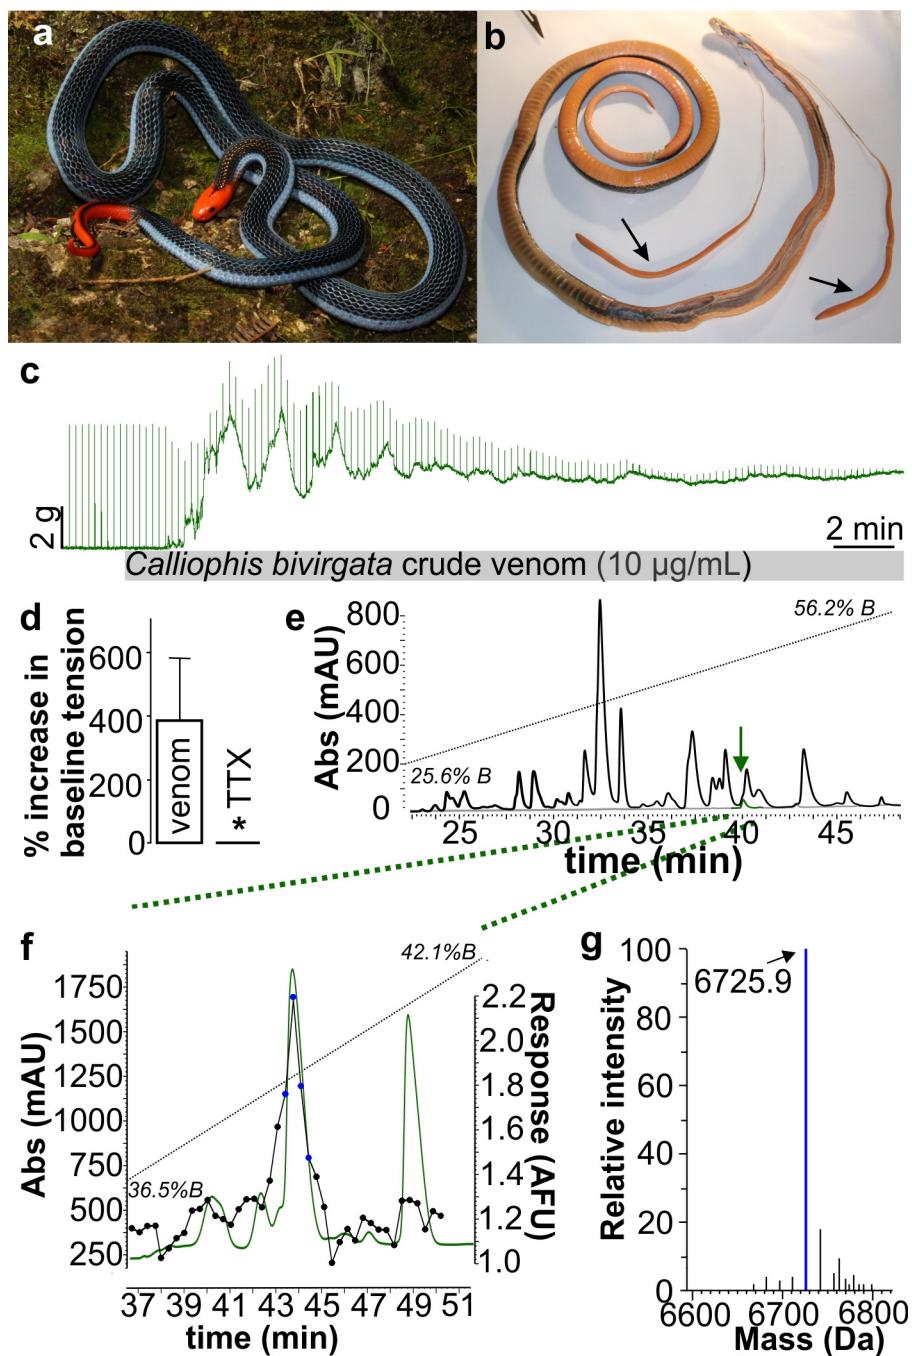 a
b
c
2 g
2 min
Calliophis bivirgata crude venom (10 µg/mL)
d
% increase in
baseline tension
600
400
200
0
venom
* TTX
e
Abs (mAU)
800
600
400
200
0
56.2% B
25.6% B
25 30 35 40 45
time (min)
f
Abs (mAU)
1750
1500
1250
1000
750
500
250
42.1%B
36.5%B
2.2
2.0
1.8
1.6
1.4
1.2
1.0
Response (AFU)
37 39 41 43 45 47 49 51
time (min)
g
Relative intensity
100
80
60
40
20
0
6725.9
6600 6700 6800
Mass (Da)